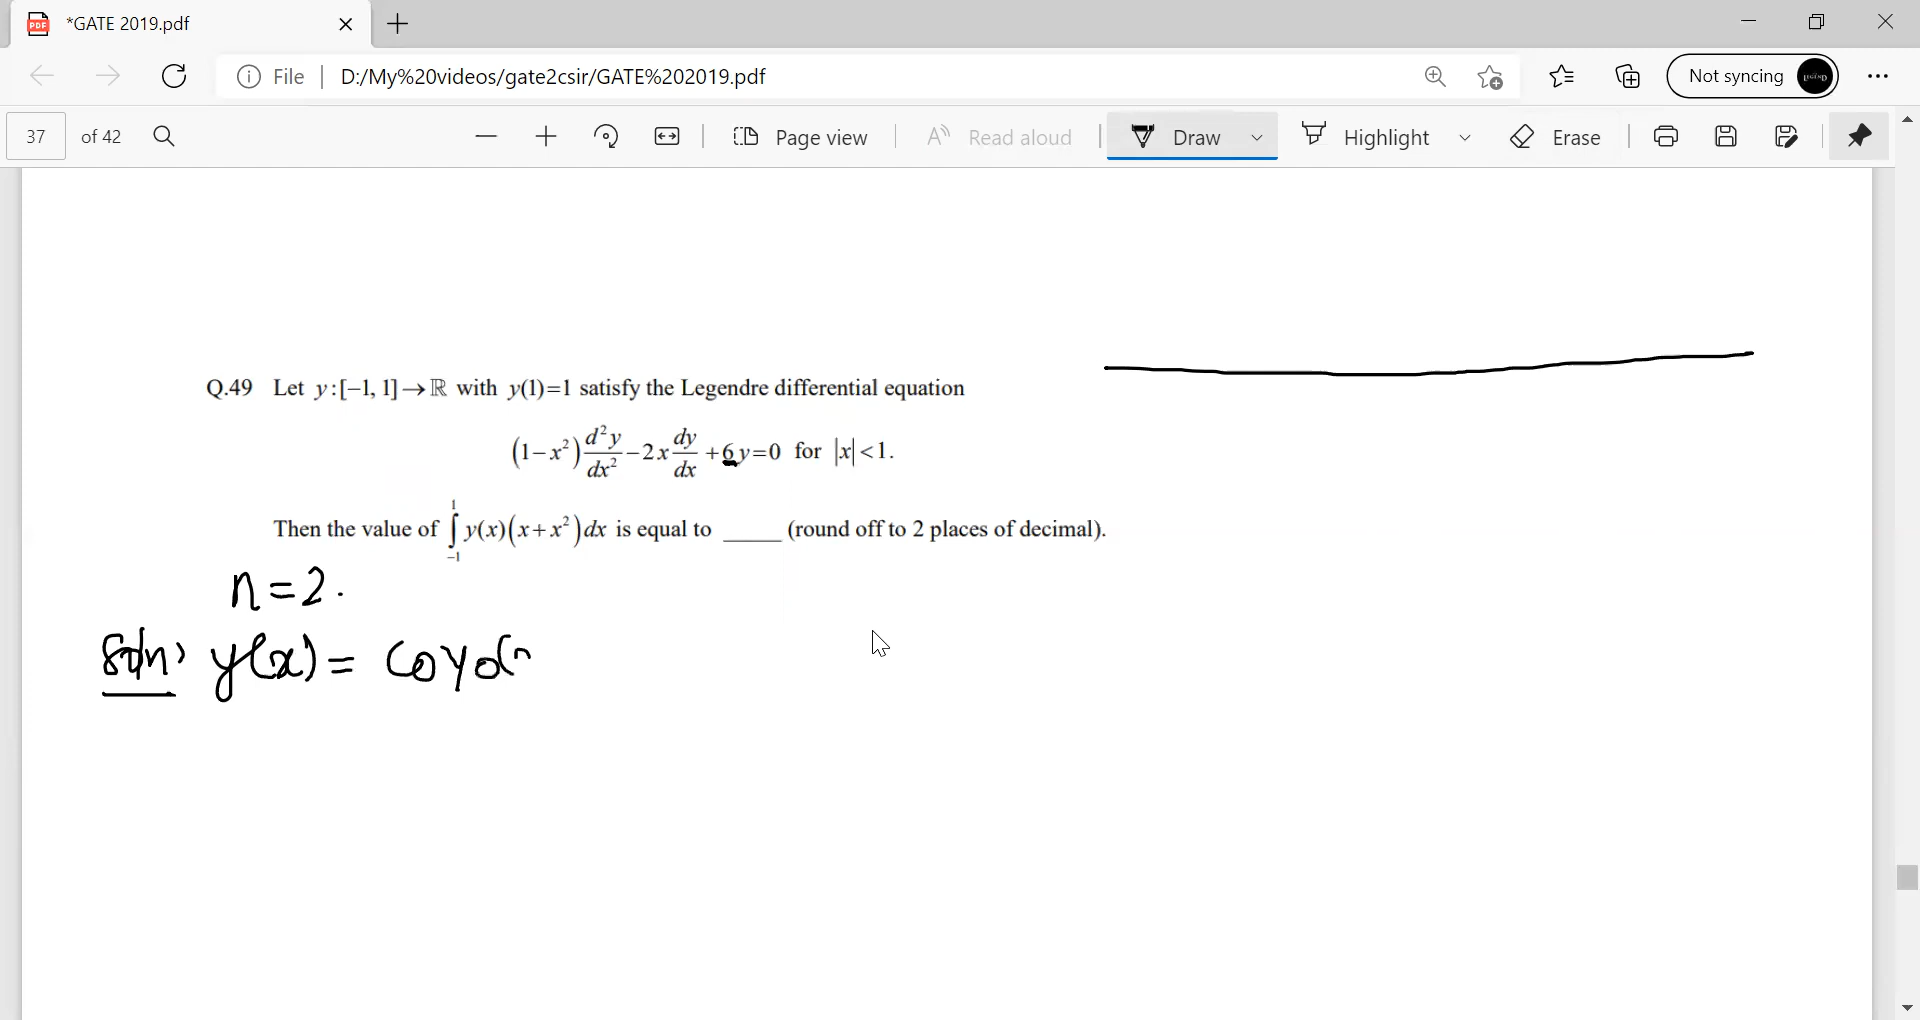 *GATE 2019.pdf
File | D:/My%20videos/gate2csir/GATE%202019.pdf
Not syncing
37 of 42
Page view
Read aloud
Draw
Highlight
Erase
Q.49 Let y:[−1, 1]→ℝ with y(1)=1 satisfy the Legendre differential equation
(1−x²) d²y/dx² −2x dy/dx +6y=0 for |x|<1.
Then the value of ∫₋₁¹ y(x)(x+x²)dx is equal to _____ (round off to 2 places of decimal).
n=2.
Soln: y(x) = c0y0(